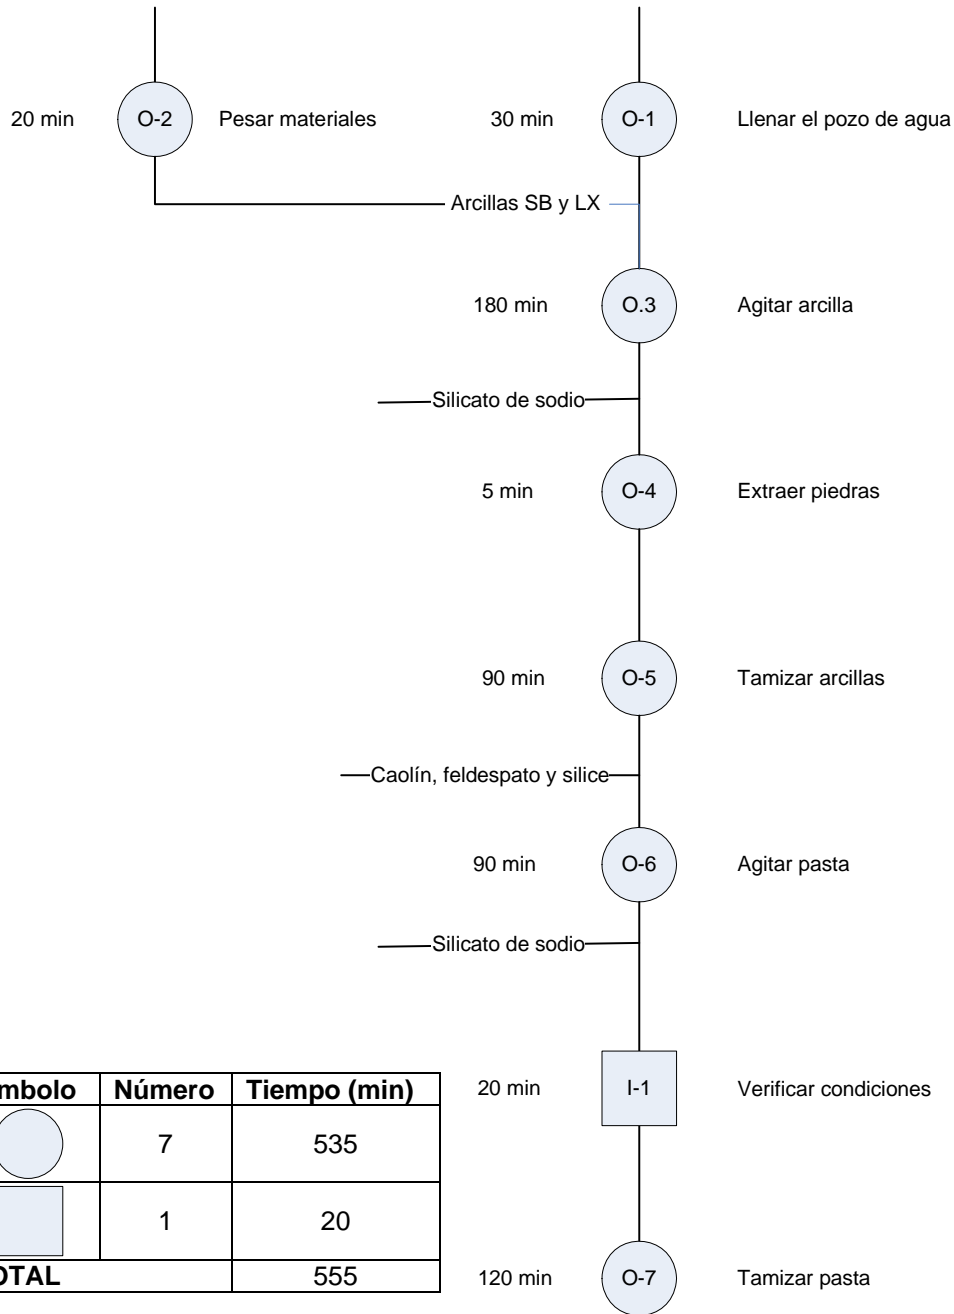 20 min O-2 Pesar materiales 30 min O-1 Llenar el pozo de agua
Arcillas SB y LX
180 min O.3 Agitar arcilla
Silicato de sodio
5 min O-4 Extraer piedras
90 min O-5 Tamizar arcillas
Caolín, feldespato y silice
90 min O-6 Agitar pasta
Silicato de sodio
20 min I-1 Verificar condiciones
mbolo Número Tiempo (min)
7 535
1 20
OTAL 555
120 min O-7 Tamizar pasta